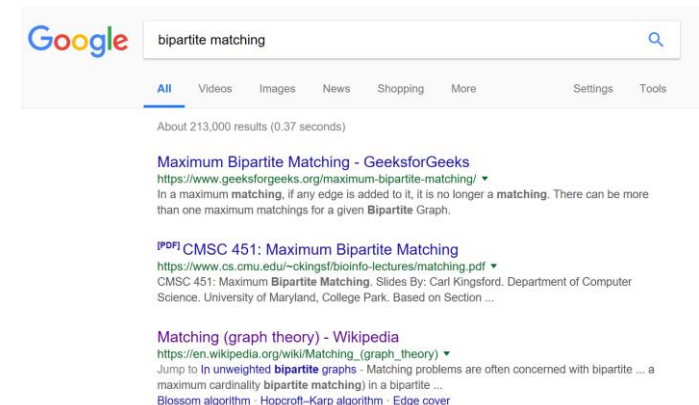 Google
bipartite matching
All Videos Images News Shopping More Settings Tools
About 213,000 results (0.37 seconds)
Maximum Bipartite Matching - GeeksforGeeks
https://www.geeksforgeeks.org/maximum-bipartite-matching/
In a maximum matching, if any edge is added to it, it is no longer a matching. There can be more
than one maximum matchings for a given Bipartite Graph.
[PDF] CMSC 451: Maximum Bipartite Matching
https://www.cs.cmu.edu/~ckingsf/bioinfo-lectures/matching.pdf
CMSC 451: Maximum Bipartite Matching. Slides By: Carl Kingsford. Department of Computer
Science. University of Maryland, College Park. Based on Section ...
Matching (graph theory) - Wikipedia
https://en.wikipedia.org/wiki/Matching_(graph_theory)
Jump to In unweighted bipartite graphs - Matching problems are often concerned with bipartite ... a
maximum cardinality bipartite matching) in a bipartite ...
Blossom algorithm · Hopcroft–Karp algorithm · Edge cover